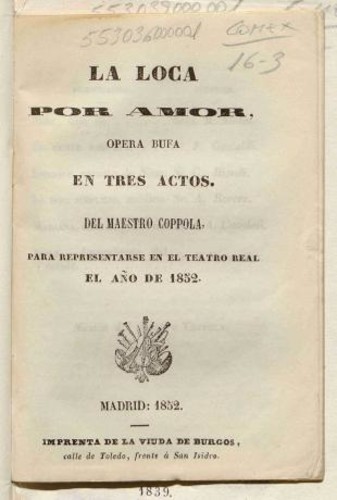 55303600001
COMEX
16-3
LA LOCA
POR AMOR,
OPERA BUFA
EN TRES ACTOS.
DEL MAESTRO COPPOLA,
PARA REPRESENTARSE EN EL TEATRO REAL
EL AÑO DE 1852.
MADRID: 1852.
IMPRENTA DE LA VIUDA DE BURGOS,
calle de Toledo, frente á San Isidro.
1839.